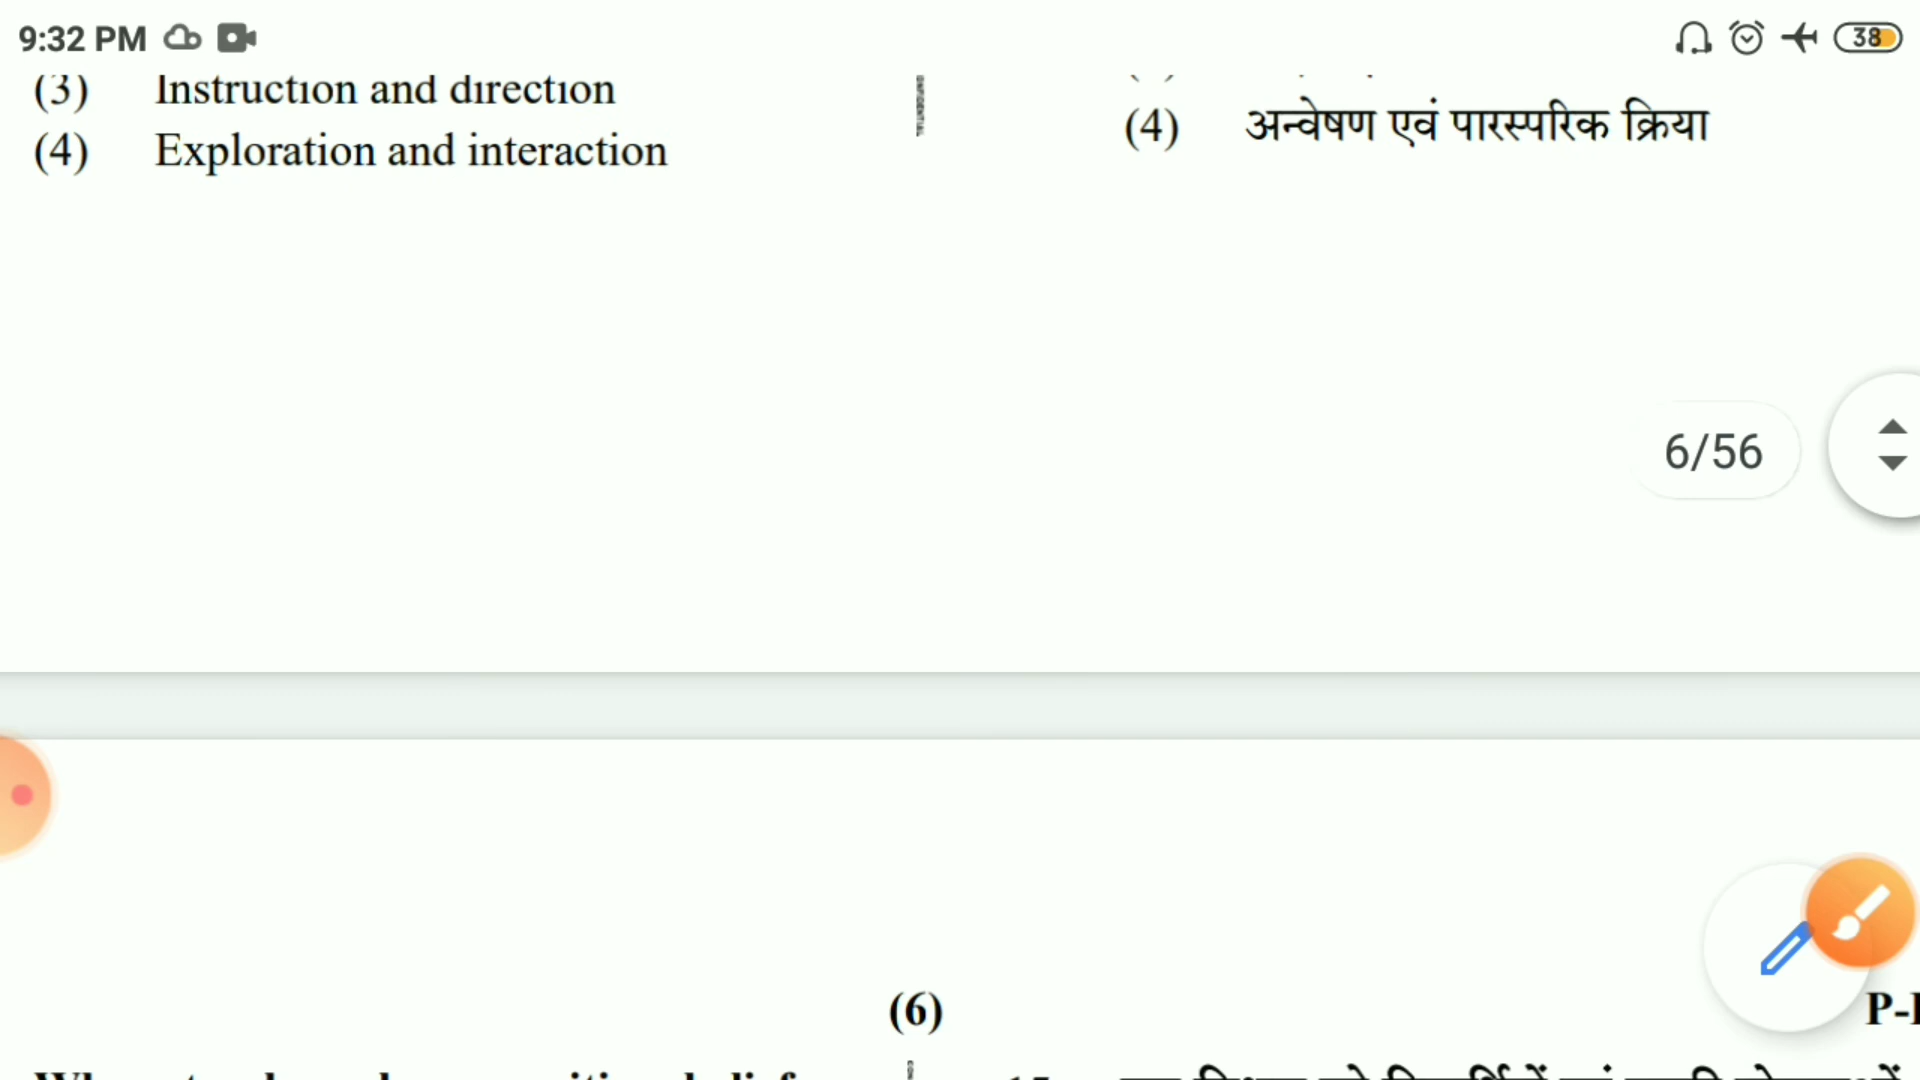 9:32 PM
38
(3) Instruction and direction
(4) Exploration and interaction
(4) अन्वेषण एवं पारस्परिक क्रिया
6/56
(6)